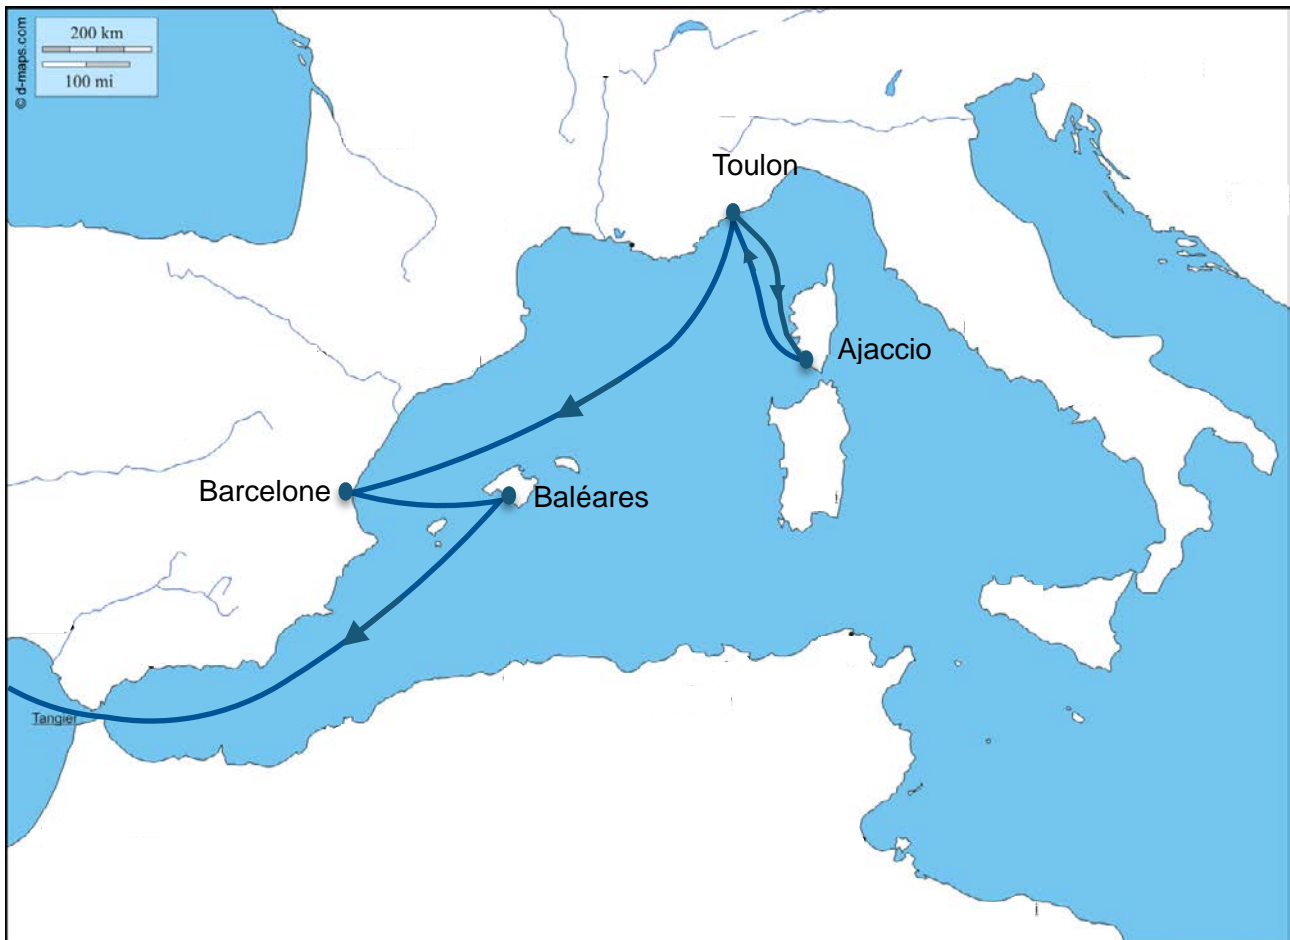 © d-maps.com
200 km
100 mi
Toulon
Ajaccio
Barcelone
Baléares
Tangier